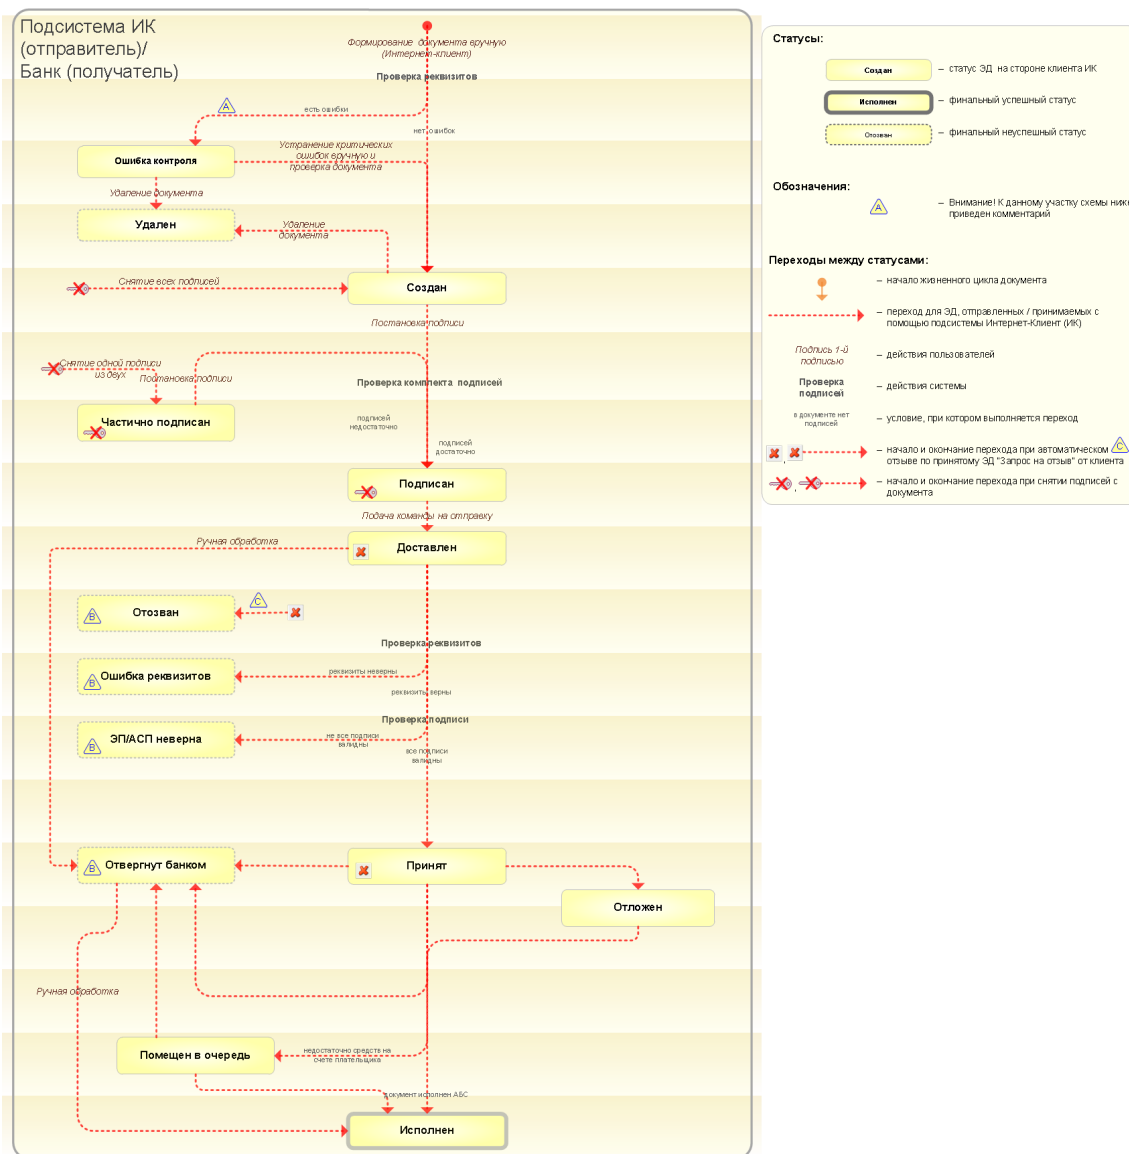 Подсистема ИК
(отправитель)/
Банк (получатель)
Формирование документа вручную
(Интернет-клиент)
Проверка реквизитов
A
есть ошибки
нет ошибок
Ошибка контроля
Устранение критических
ошибок вручную и
проверка документа
Удаление документа
Удален
Удаление
документа
Снятие всех подписей
Создан
Постановка подписи
Снятие одной подписи
из двух
Постановка подписи
Проверка комплекта подписей
Частично подписан
подписей
недостаточно
подписей
достаточно
Подписан
Подача команды на отправку
Ручная обработка
Доставлен
C
B
Отозван
Проверка реквизитов
B
Ошибка реквизитов
реквизиты неверны
реквизиты верны
Проверка подписи
B
ЭП/АСП неверна
не все подписи
валидны
все подписи
валидны
B
Отвергнут банком
Принят
Отложен
Ручная обработка
Помещен в очередь
недостаточно средств на
счете плательщика
документ исполнен АБС
Исполнен
Статусы:
Создан
– статус ЭД на стороне клиента ИК
Исполнен
– финальный успешный статус
Отозван
– финальный неуспешный статус
Обозначения:
A
– Внимание! К данному участку схемы ниж
приведен комментарий
Переходы между статусами:
– начало жизненного цикла документа
– переход для ЭД, отправленных / принимаемых с
помощью подсистемы Интернет-Клиент (ИК)
Подпись 1-й
подписью
– действия пользователей
Проверка
подписей
– действия системы
в документе нет
подписей
– условие, при котором выполняется переход
,
– начало и окончание перехода при автоматическом C
отзыве по принятому ЭД "Запрос на отзыв" от клиента
,
– начало и окончание перехода при снятии подписей с
документа